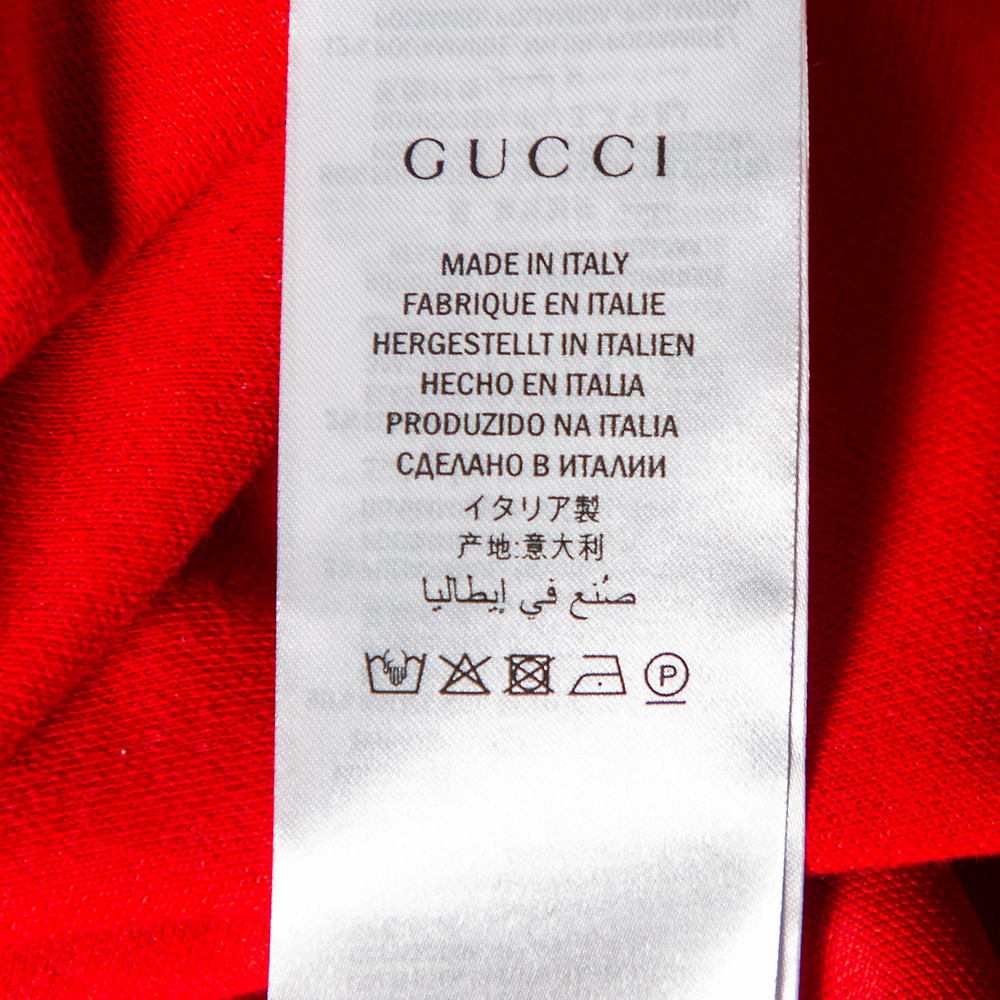 GUCCI
MADE IN ITALY
FABRIQUE EN ITALIE
HERGESTELLT IN ITALIEN
HECHO EN ITALIA
PRODUZIDO NA ITALIA
СДЕЛАНО В ИТАЛИИ
イタリア製
产地:意大利
صُنع في إيطاليا
P